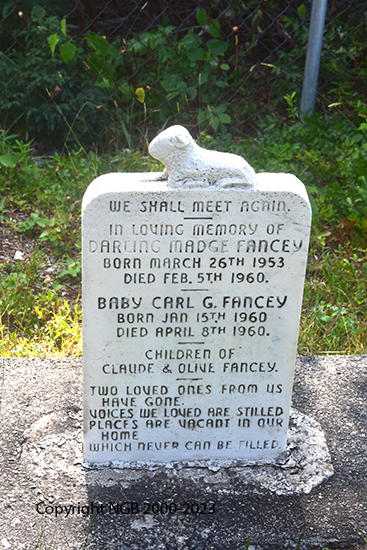 WE SHALL MEET AGAIN.
IN LOVING MEMORY OF
DARLING MADGE FANCEY
BORN MARCH 26TH 1953
DIED FEB. 5TH 1960.
BABY CARL G. FANCEY
BORN JAN 15TH 1960
DIED APRIL 8TH 1960.
CHILDREN OF
CLAUDE & OLIVE FANCEY.
TWO LOVED ONES FROM US
HAVE GONE.
VOICES WE LOVED ARE STILLED
PLACES ARE VACANT IN OUR
HOME
WHICH NEVER CAN BE FILLED.
Copyright NGB 2000-2023